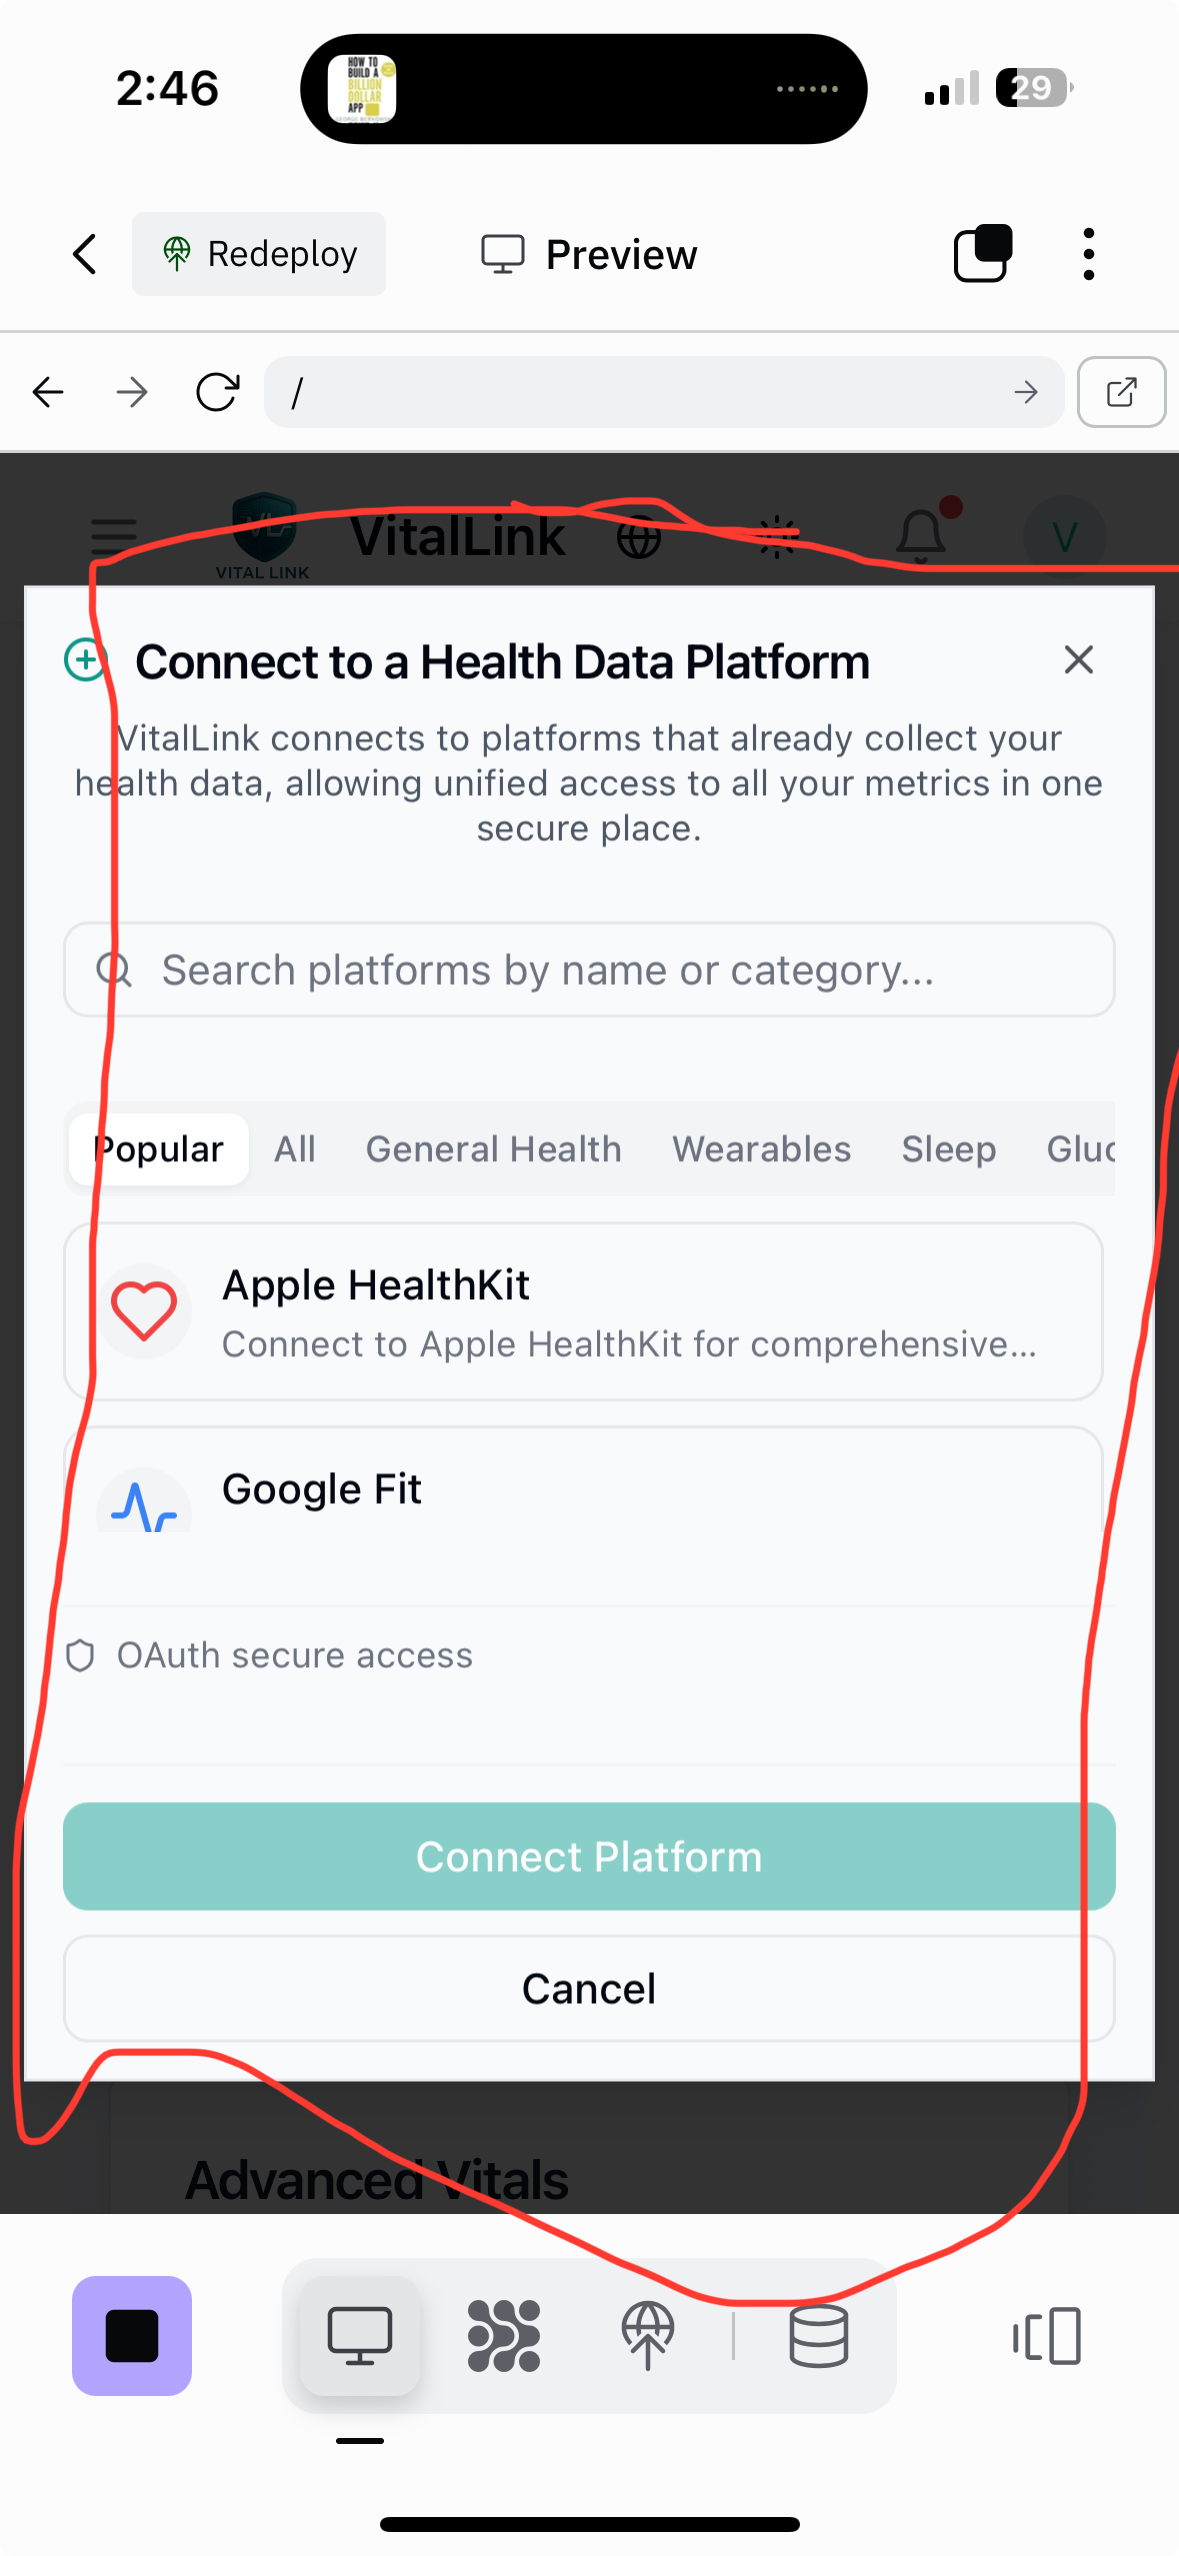 2:46
HOW TO
BUILD A
BILLION
DOLLAR
APP
29
Redeploy
Preview
/
VL
VITAL LINK
VitalLink
V
Connect to a Health Data Platform
VitalLink connects to platforms that already collect your
health data, allowing unified access to all your metrics in one
secure place.
Search platforms by name or category...
Popular All General Health Wearables Sleep Gluc
Apple HealthKit
Connect to Apple HealthKit for comprehensive...
Google Fit
OAuth secure access
Connect Platform
Cancel
Advanced Vitals